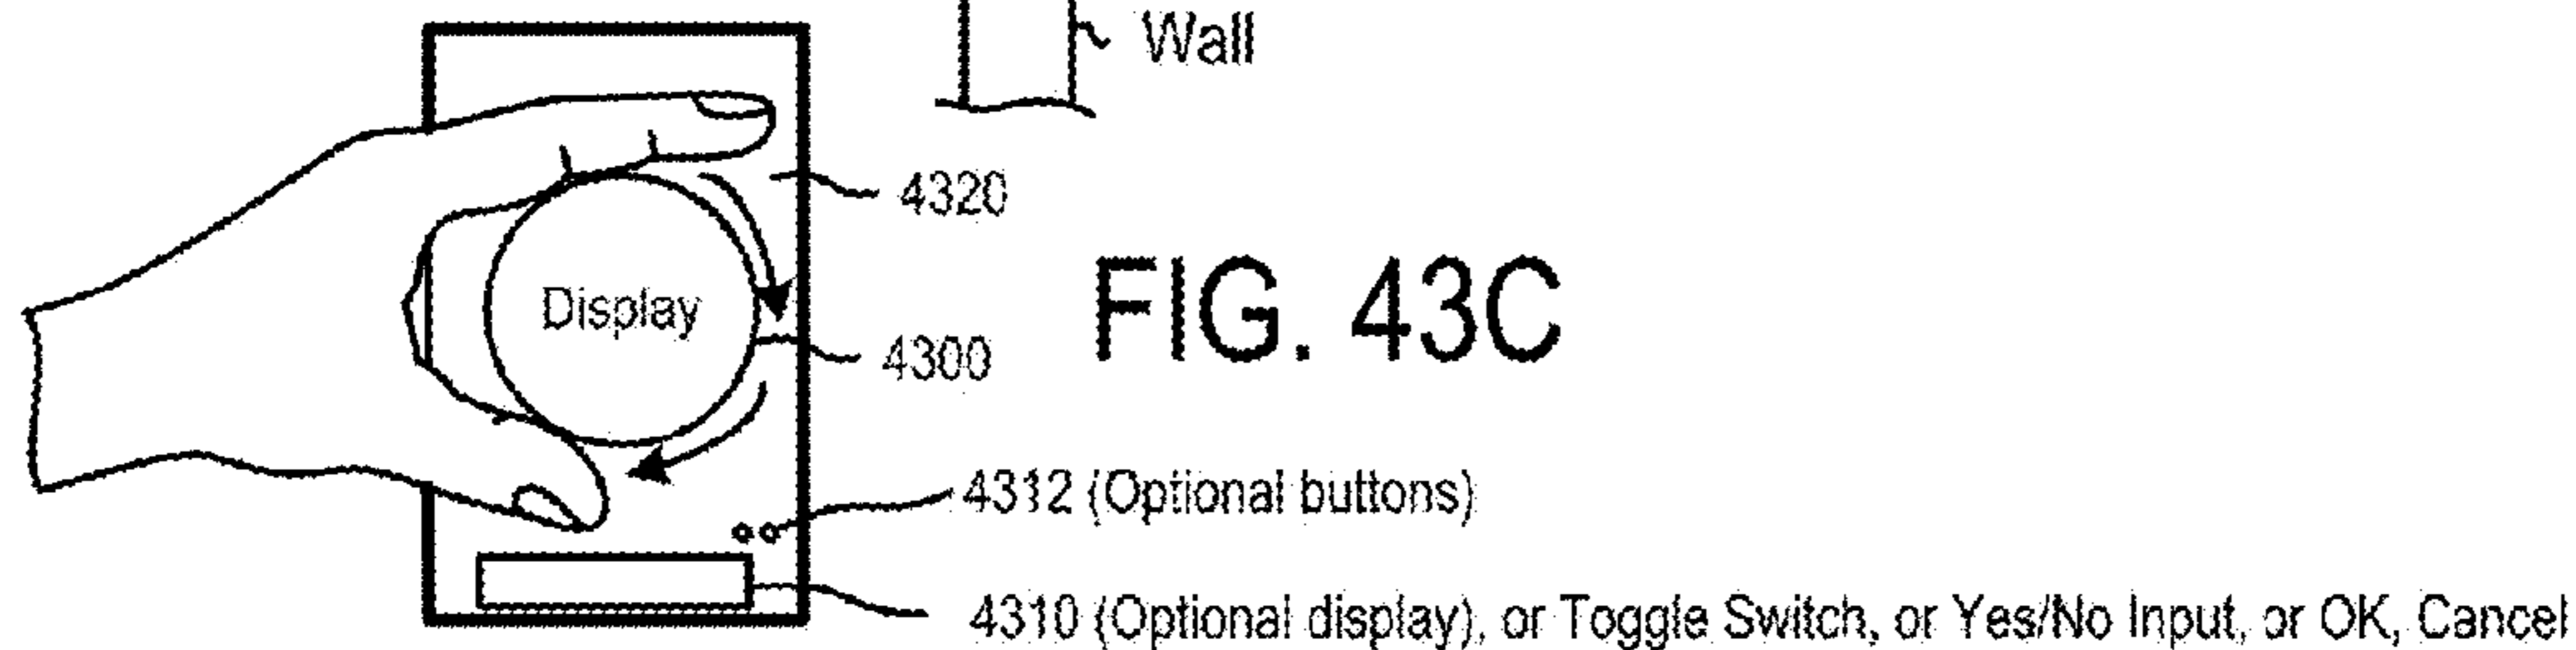 Wall
4320
Display
4300
FIG. 43C
4312 (Optional buttons)
4310 (Optional display), or Toggle Switch, or Yes/No Input, or OK, Cancel